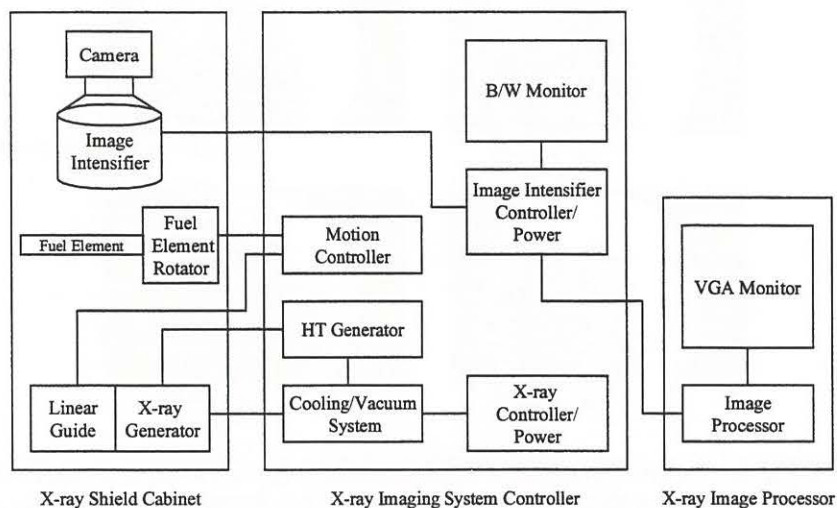 Camera
Image
Intensifier
Fuel Element
Fuel
Element
Rotator
Linear
Guide
X-ray
Generator
X-ray Shield Cabinet
B/W Monitor
Image Intensifier
Controller/
Power
Motion
Controller
HT Generator
Cooling/Vacuum
System
X-ray
Controller/
Power
X-ray Imaging System Controller
VGA Monitor
Image
Processor
X-ray Image Processor